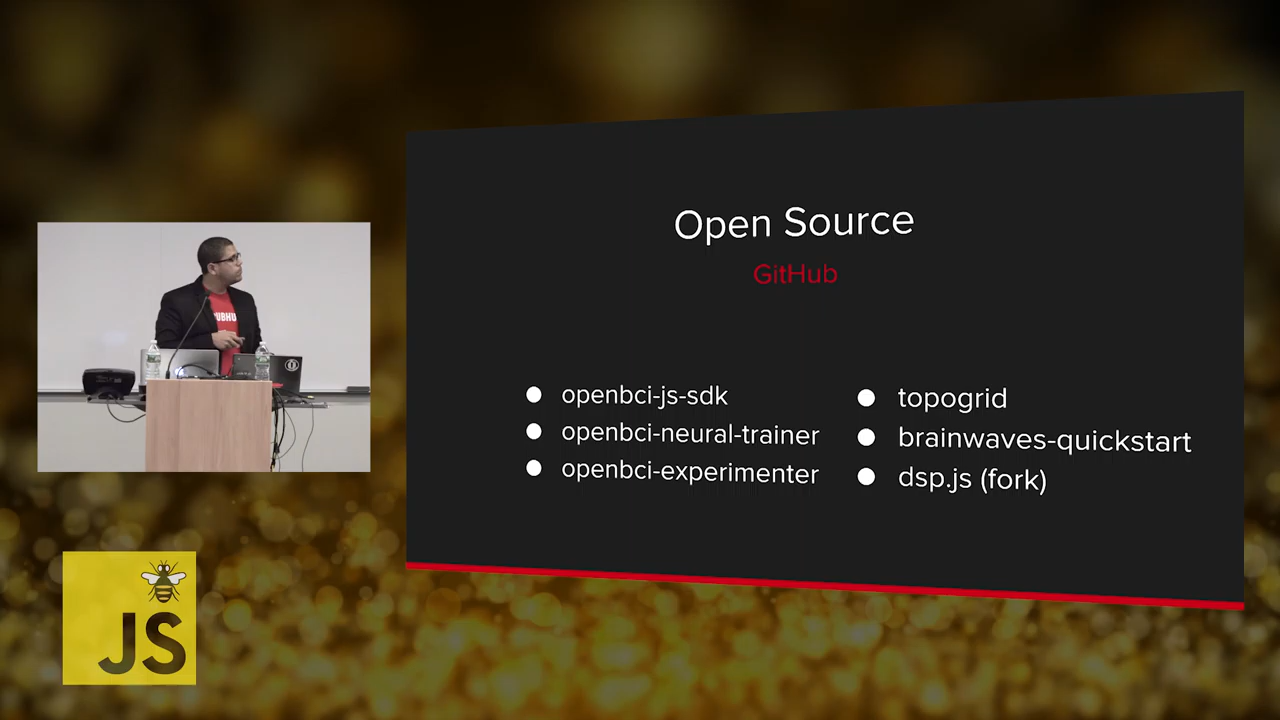 Open Source
GitHub
openbci-js-sdk
openbci-neural-trainer
openbci-experimenter
topogrid
brainwaves-quickstart
dsp.js (fork)
JS